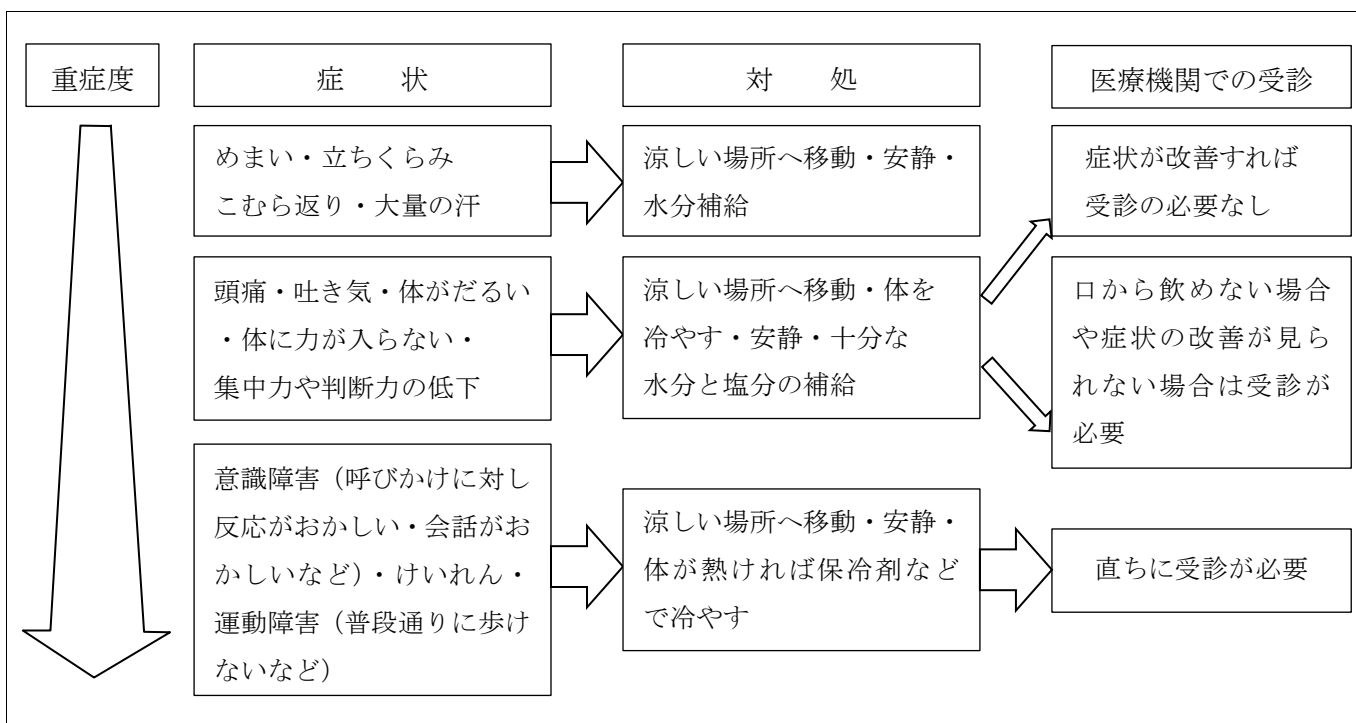 重症度
症　　状
対　　処
医療機関での受診
めまい・立ちくらみ
こむら返り・大量の汗
涼しい場所へ移動・安静・
水分補給
症状が改善すれば
受診の必要なし
頭痛・吐き気・体がだるい
・体に力が入らない・
集中力や判断力の低下
涼しい場所へ移動・体を
冷やす・安静・十分な
水分と塩分の補給
口から飲めない場合
や症状の改善が見ら
れない場合は受診が
必要
意識障害（呼びかけに対し
反応がおかしい・会話がお
かしいなど）・けいれん・
運動障害（普段通りに歩け
ないなど）
涼しい場所へ移動・安静・
体が熱ければ保冷剤など
で冷やす
直ちに受診が必要